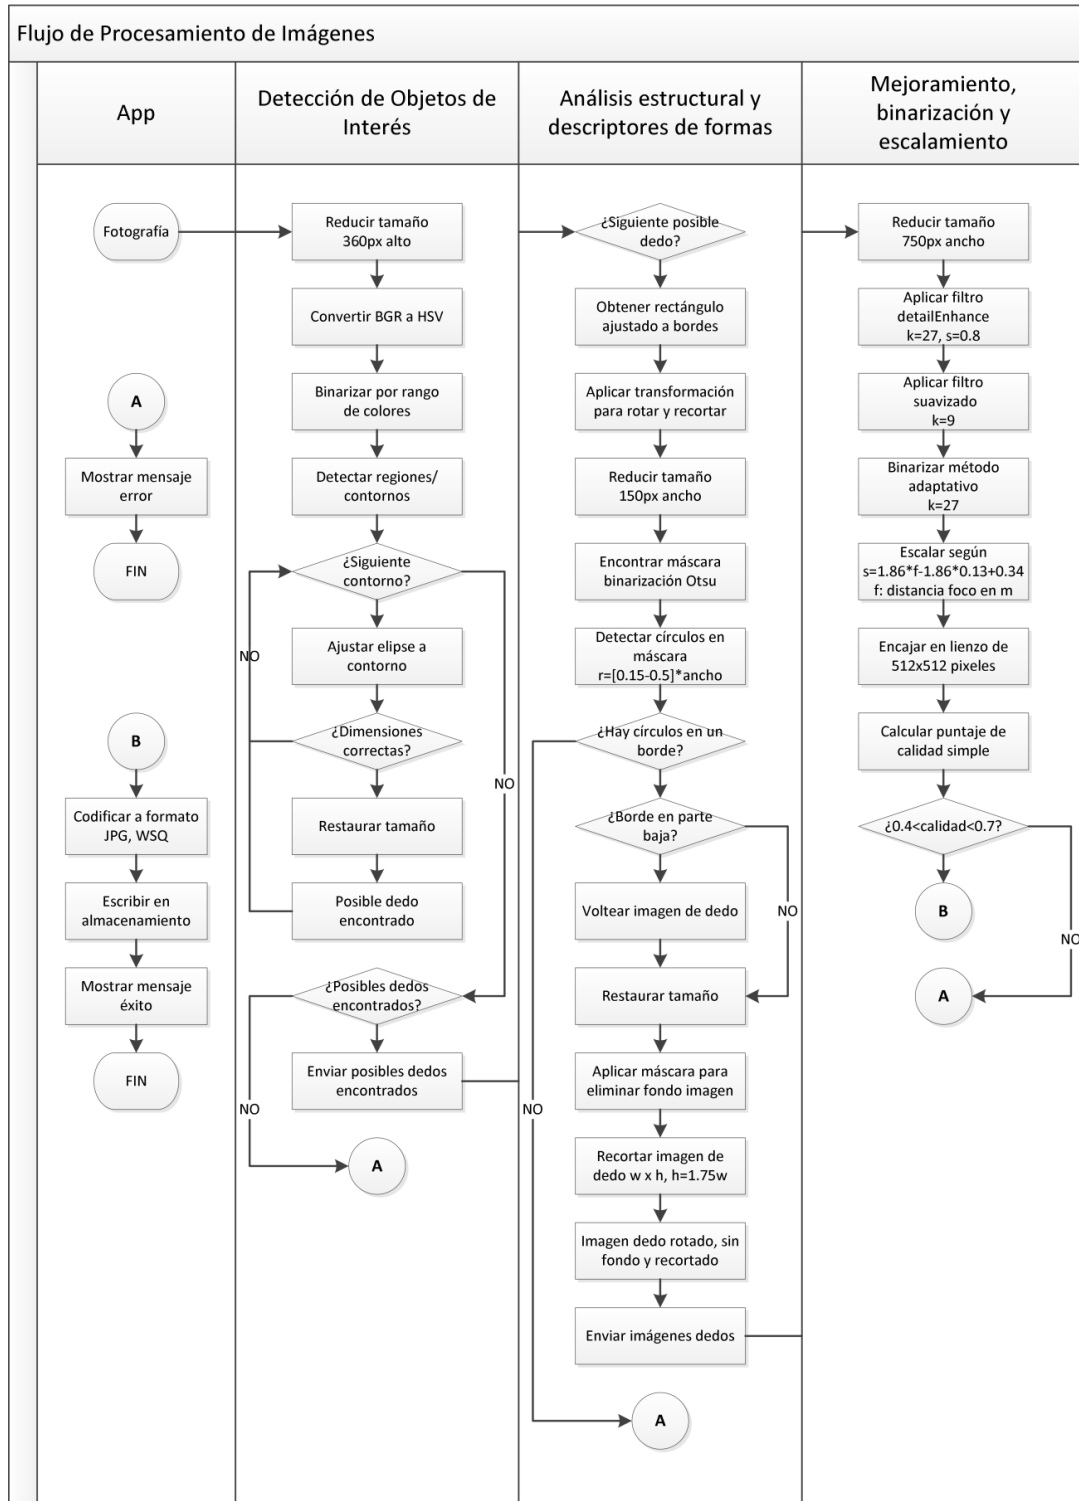 Flujo de Procesamiento de Imágenes
App
Detección de Objetos de
Interés
Análisis estructural y
descriptores de formas
Mejoramiento,
binarización y
escalamiento
Fotografía
A
Mostrar mensaje
error
FIN
B
Codificar a formato
JPG, WSQ
Escribir en
almacenamiento
Mostrar mensaje
éxito
FIN
Reducir tamaño
360px alto
Convertir BGR a HSV
Binarizar por rango
de colores
Detectar regiones/
contornos
¿Siguiente
contorno?
Ajustar elipse a
contorno
NO
¿Dimensiones
correctas?
NO
Restaurar tamaño
Posible dedo
encontrado
¿Posibles dedos
encontrados?
Enviar posibles dedos
encontrados
NO
A
¿Siguiente posible
dedo?
Obtener rectángulo
ajustado a bordes
Aplicar transformación
para rotar y recortar
Reducir tamaño
150px ancho
Encontrar máscara
binarización Otsu
Detectar círculos en
máscara
r=[0.15-0.5]*ancho
¿Hay círculos en un
borde?
¿Borde en parte
baja?
Voltear imagen de dedo
NO
Restaurar tamaño
Aplicar máscara para
eliminar fondo imagen
NO
Recortar imagen de
dedo w x h, h=1.75w
Imagen dedo rotado, sin
fondo y recortado
Enviar imágenes dedos
A
Reducir tamaño
750px ancho
Aplicar filtro
detailEnhance
k=27, s=0.8
Aplicar filtro
suavizado
k=9
Binarizar método
adaptativo
k=27
Escalar según
s=1.86*f-1.86*0.13+0.34
f: distancia foco en m
Encajar en lienzo de
512x512 pixeles
Calcular puntaje de
calidad simple
¿0.4<calidad<0.7?
B
NO
A